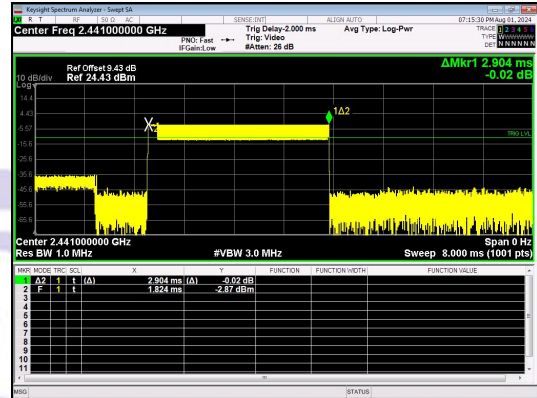 Keysight Spectrum Analyzer - Swept SA
R T RF 50 Ω AC SENSE:INT ALIGN AUTO 07:15:30 PM Aug 01, 2024
Center Freq 2.441000000 GHz
PNO: Fast
IFGain:Low
Trig Delay-2.000 ms
Trig: Video
#Atten: 26 dB
Avg Type: Log-Pwr
TRACE 1 2 3 4 5 6
TYPE WWWWWW
DET N N N N N N
Ref Offset 9.43 dB
10 dB/div Ref 24.43 dBm
ΔMkr1 2.904 ms
-0.02 dB
Log
14.4
4.43
-5.57
-15.6
-25.6
-35.6
-45.6
-55.6
-65.6
1Δ2
TRIG LVL
Center 2.441000000 GHz Span 0 Hz
Res BW 1.0 MHz #VBW 3.0 MHz Sweep 8.000 ms (1001 pts)
MKR MODE TRC SCL X Y FUNCTION FUNCTION WIDTH FUNCTION VALUE
1 Δ2 1 t (Δ) 2.904 ms (Δ) -0.02 dB
2 F 1 t 1.824 ms -2.87 dBm
3
4
5
6
7
8
9
10
11
MSG STATUS